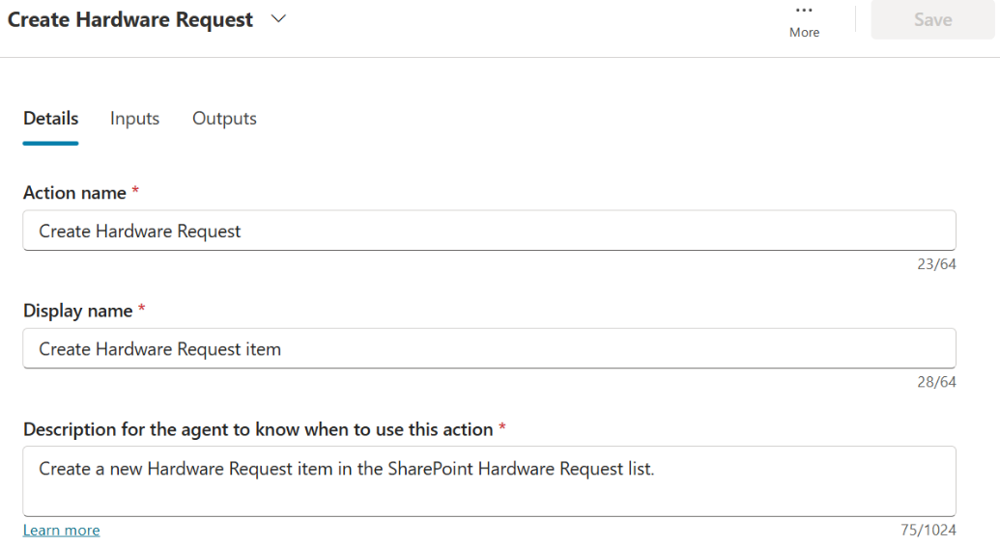 Create Hardware Request
...
More
Save
Details Inputs Outputs
Action name *
Create Hardware Request
23/64
Display name *
Create Hardware Request item
28/64
Description for the agent to know when to use this action *
Create a new Hardware Request item in the SharePoint Hardware Request list.
Learn more
75/1024